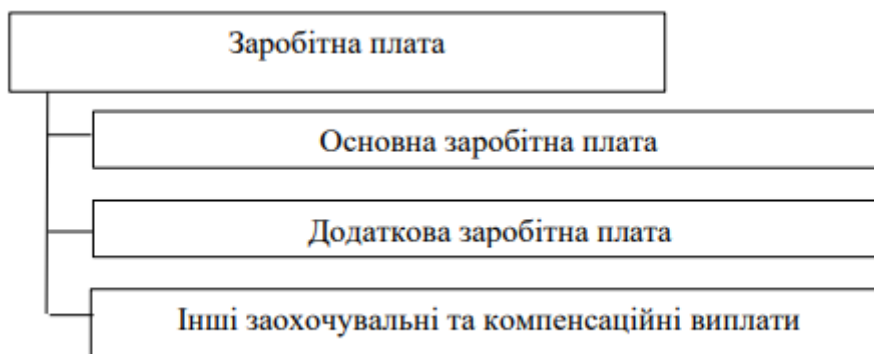 Заробітна плата
Основна заробітна плата
Додаткова заробітна плата
Інші заохочувальні та компенсаційні виплати